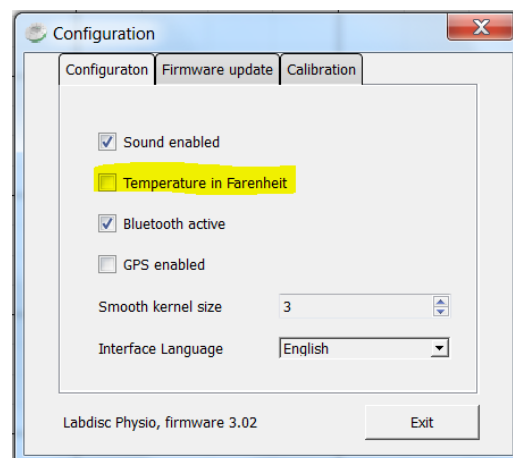 Configuration
Configuraton Firmware update Calibration
Sound enabled
Temperature in Farenheit
Bluetooth active
GPS enabled
Smooth kernel size 3
Interface Language English
Labdisc Physio, firmware 3.02 Exit